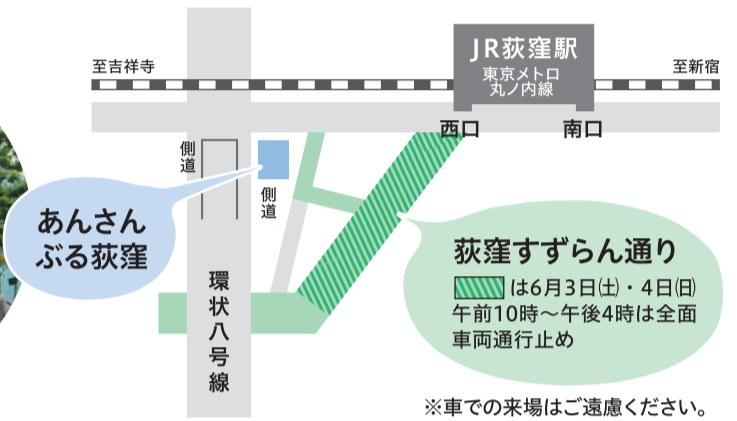 JR荻窪駅
東京メトロ
丸ノ内線
至吉祥寺
至新宿
西口
南口
側道
側道
あんさん
ぶる荻窪
環状八号線
荻窪すずらん通り
は6月3日㈯・4日㈰
午前10時〜午後4時は全面
車両通行止め
※車での来場はご遠慮ください。